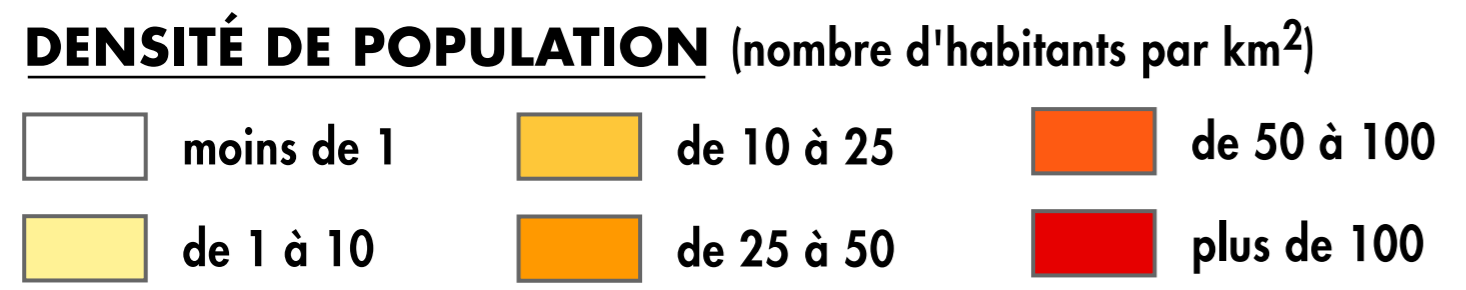 DENSITÉ DE POPULATION (nombre d'habitants par km²)
moins de 1
de 10 à 25
de 50 à 100
de 1 à 10
de 25 à 50
plus de 100